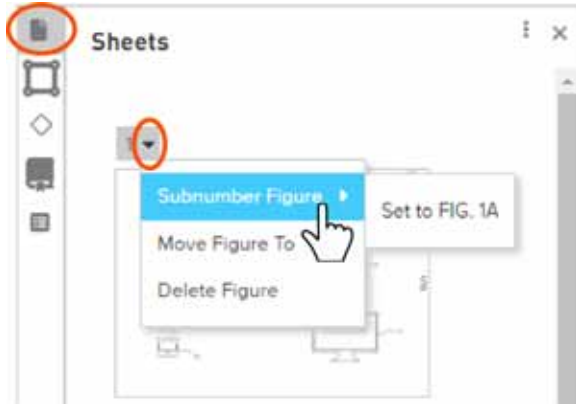 Sheets
Subnumber Figure
Set to FIG. 1A
Move Figure To
Delete Figure